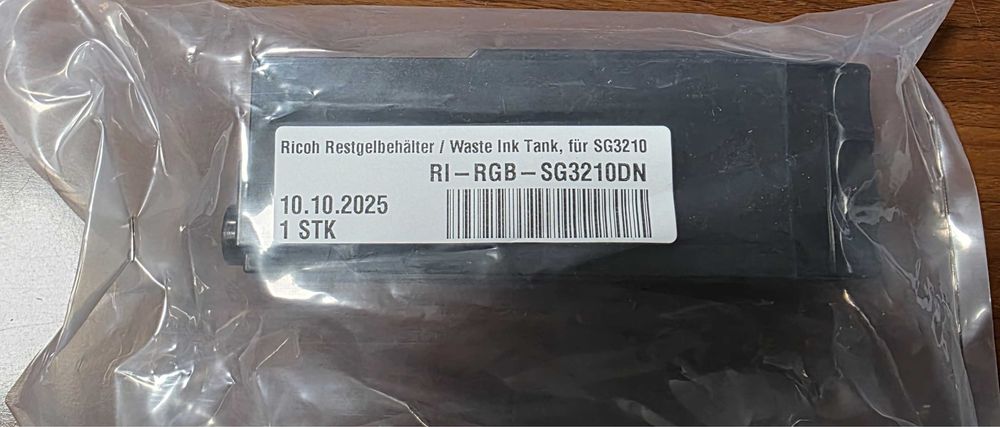 Ricoh Restgelbehälter / Waste Ink Tank, für SG3210
RI-RGB-SG3210DN
10.10.2025
1 STK